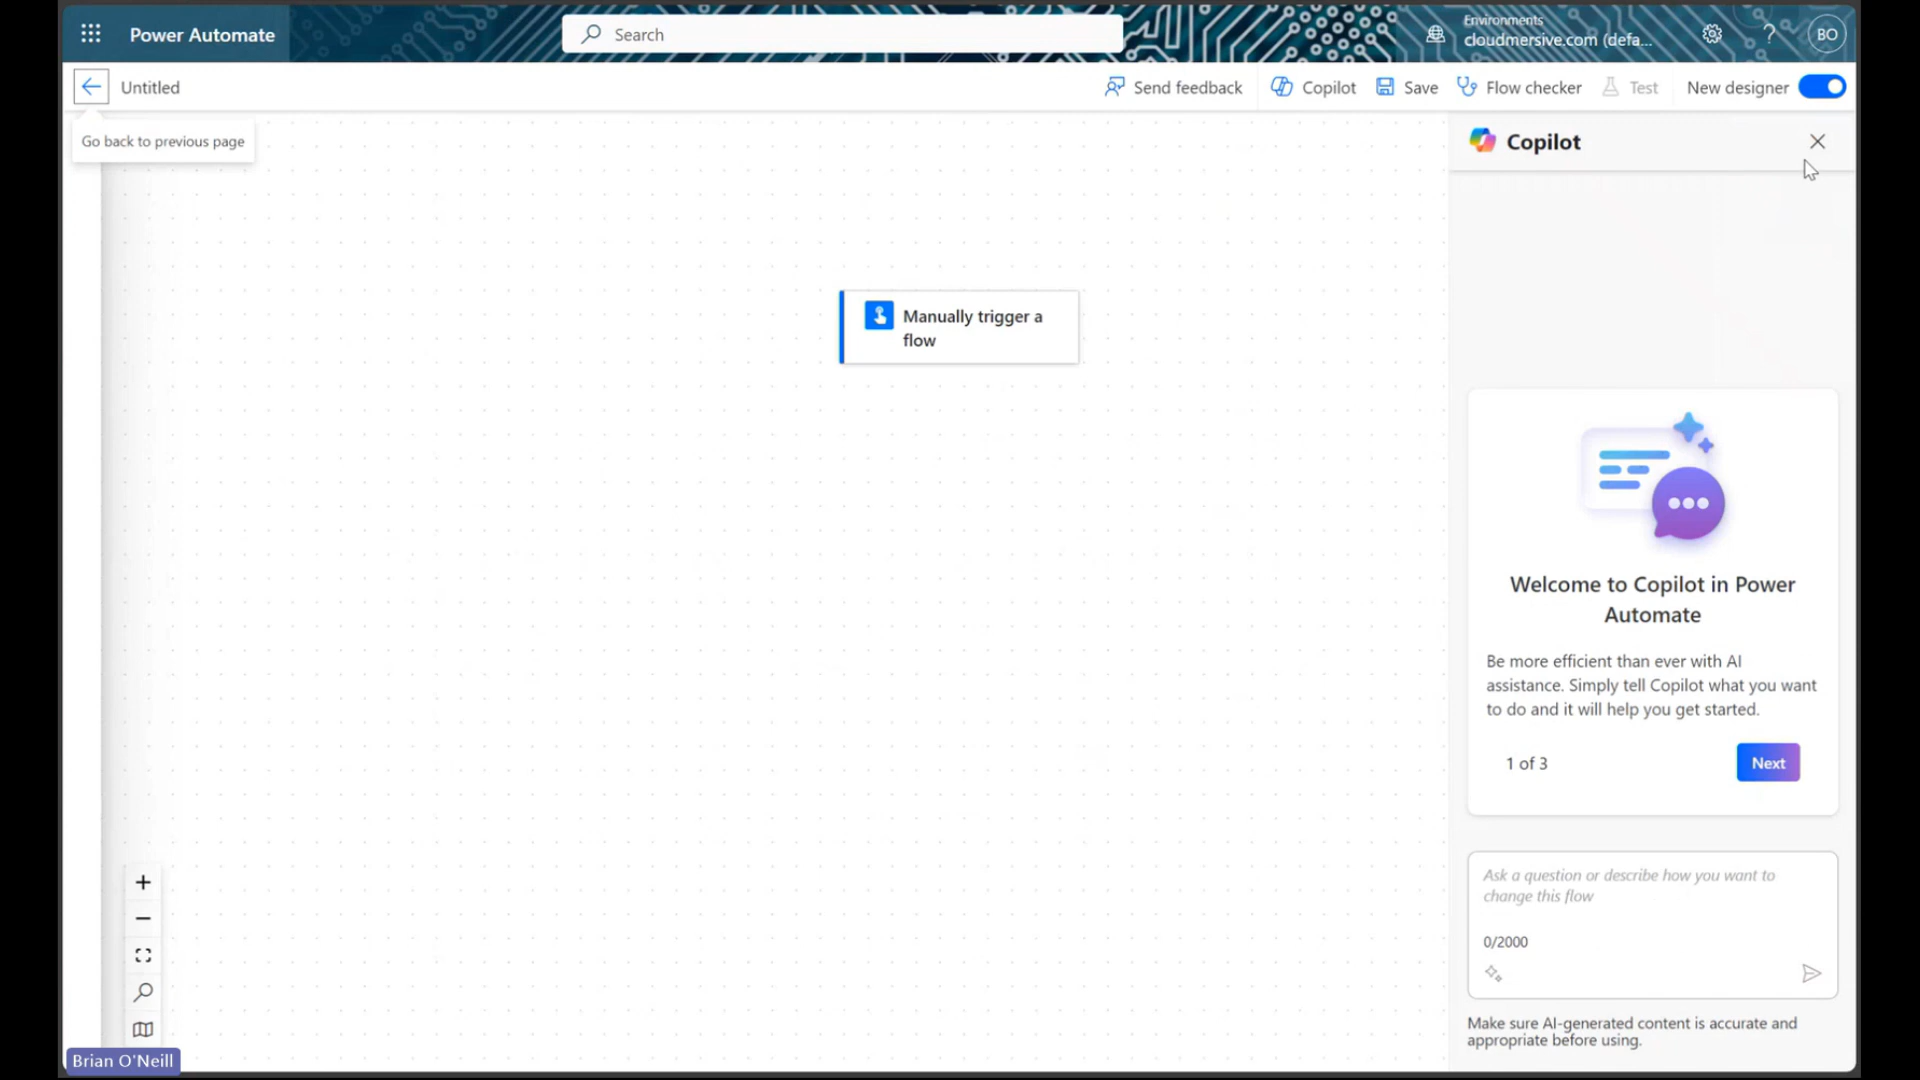 Power Automate
Search
Environments
cloudmersive.com (defa...
BO
Untitled
Send feedback
Copilot
Save
Flow checker
Test
New designer
Go back to previous page
Copilot
Manually trigger a
flow
Welcome to Copilot in Power
Automate
Be more efficient than ever with AI
assistance. Simply tell Copilot what you want
to do and it will help you get started.
1 of 3
Next
Ask a question or describe how you want to
change this flow
0/2000
Make sure AI-generated content is accurate and
appropriate before using.
Brian O'Neill